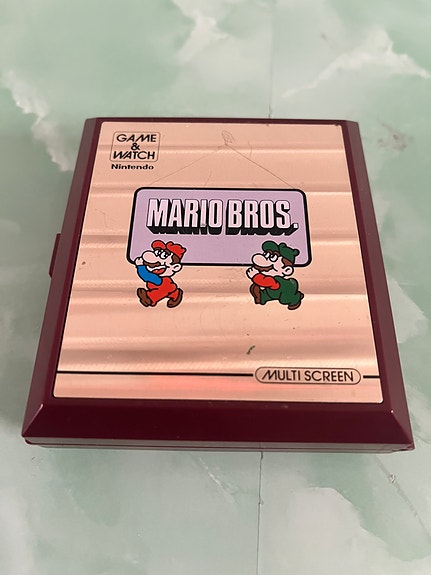 GAME
&
WATCH
Nintendo
MARIO BROS.
MULTI SCREEN